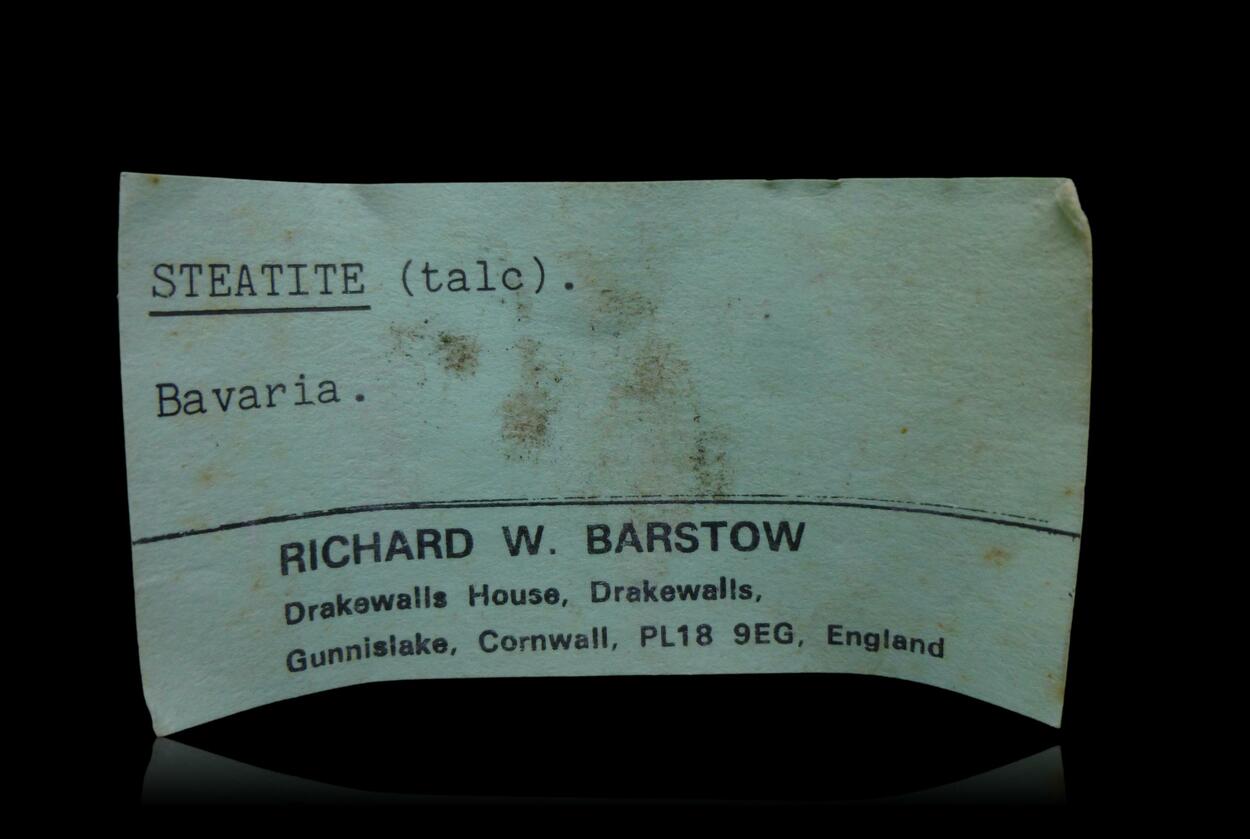 STEATITE (talc).
Bavaria.
RICHARD W. BARSTOW
Drakewalls House, Drakewalls,
Gunnislake, Cornwall, PL18 9EG, England